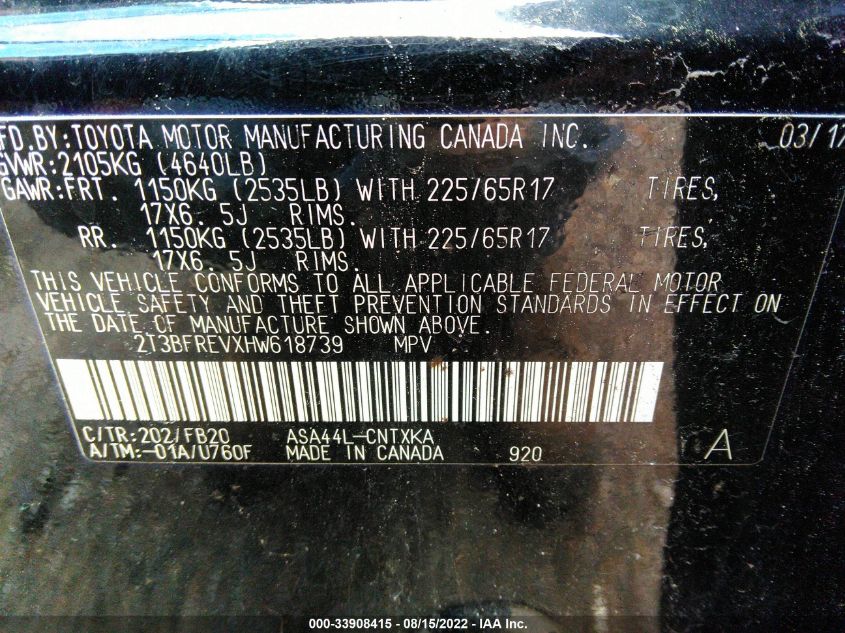 FD.BY:TOYOTA MOTOR MANUFACTURING CANADA INC. 03/17
GVWR:2105KG (4640LB)
GAWR:FRT. 1150KG (2535LB) WITH 225/65R17 TIRES,
17X6. 5J RIMS.
RR. 1150KG (2535LB) WITH 225/65R17 TIRES,
17X6. 5J RIMS.
THIS VEHICLE CONFORMS TO ALL APPLICABLE FEDERAL MOTOR
VEHICLE SAFETY AND THEFT PREVENTION STANDARDS IN EFFECT ON
THE DATE OF MANUFACTURE SHOWN ABOVE.
2T3BFREVXHW618739 MPV
C/TR:202/FB20 ASA44L-CNTXKA
A/TM:-01A/U760F MADE IN CANADA 920 A
000-33908415 - 08/15/2022 - IAA Inc.